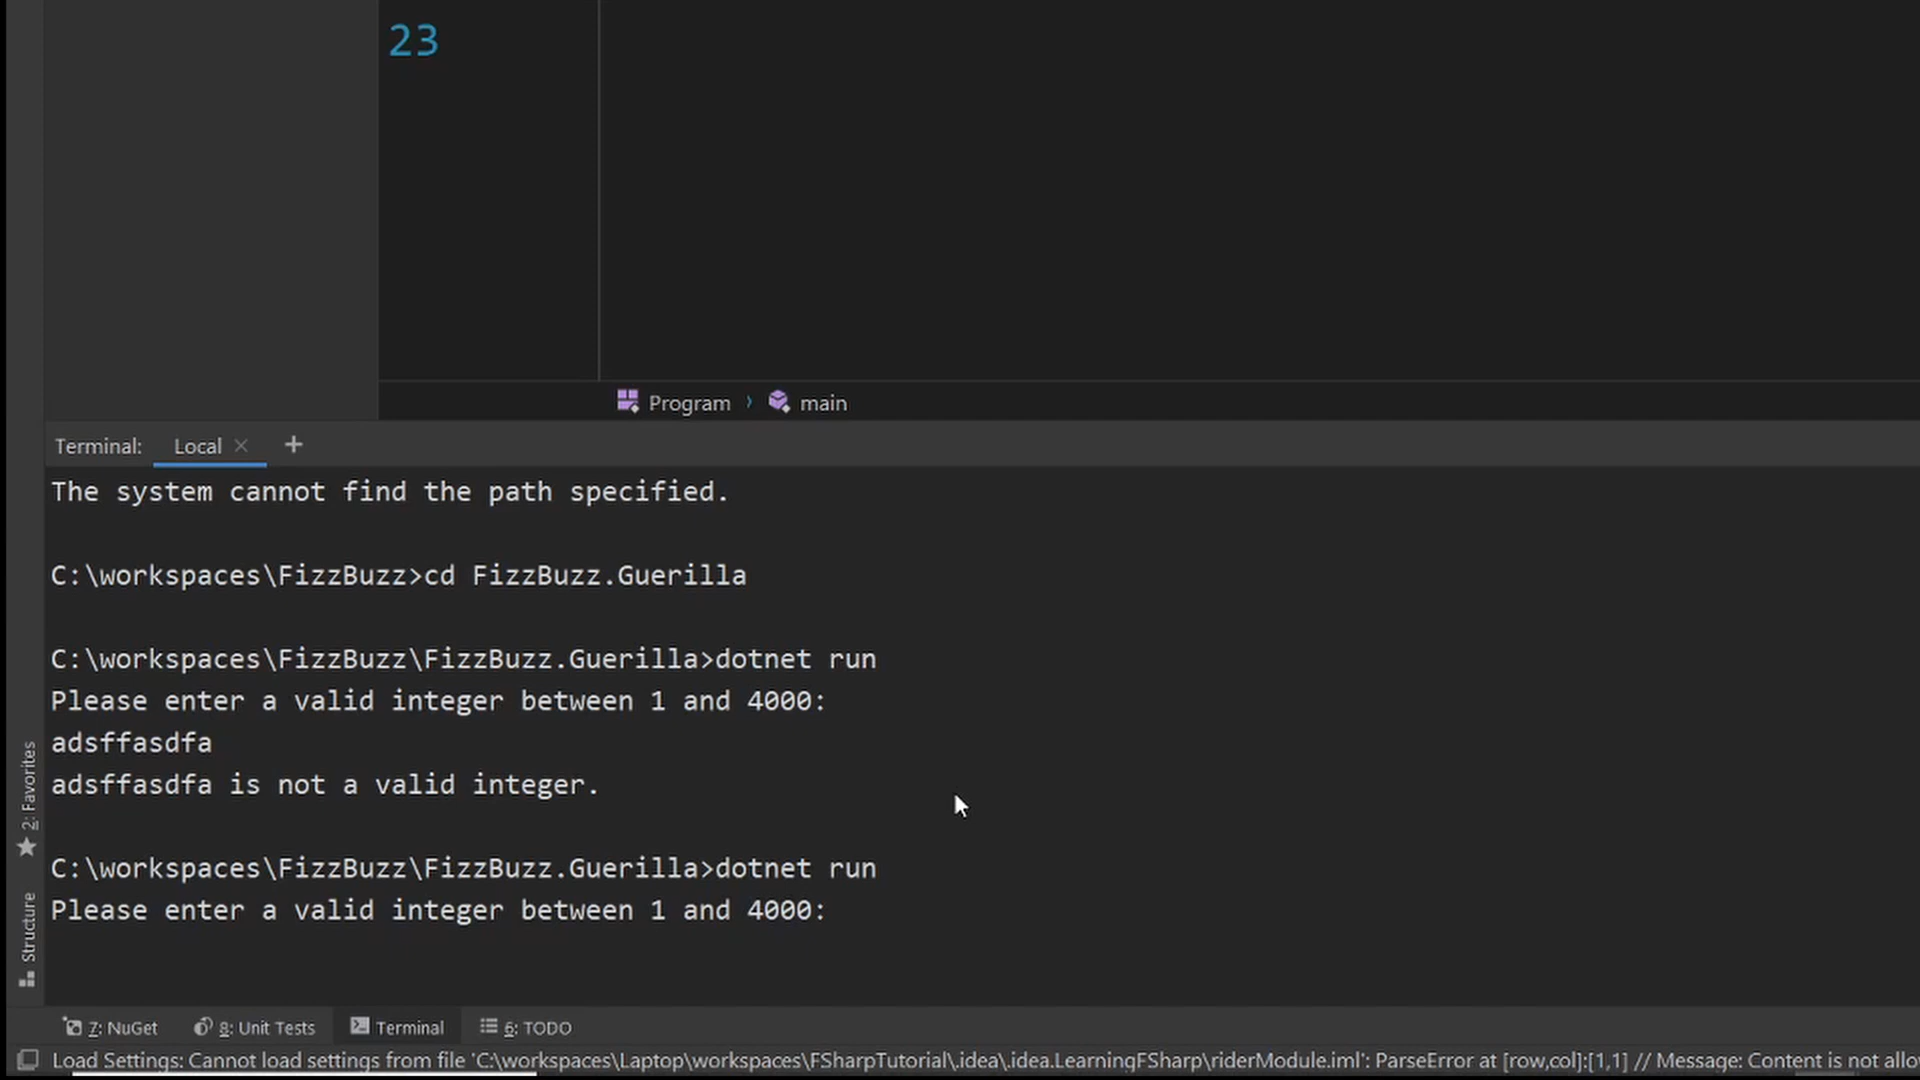 23
Program › main
Terminal: Local × +
The system cannot find the path specified.
C:\workspaces\FizzBuzz>cd FizzBuzz.Guerilla
C:\workspaces\FizzBuzz\FizzBuzz.Guerilla>dotnet run
Please enter a valid integer between 1 and 4000:
adsffasdfa
adsffasdfa is not a valid integer.
C:\workspaces\FizzBuzz\FizzBuzz.Guerilla>dotnet run
Please enter a valid integer between 1 and 4000:
2: Favorites
Structure
7: NuGet 8: Unit Tests Terminal 6: TODO
Load Settings: Cannot load settings from file 'C:\workspaces\Laptop\workspaces\FSharpTutorial\.idea\.idea.LearningFSharp\riderModule.iml': ParseError at [row,col]:[1,1] // Message: Content is not allo